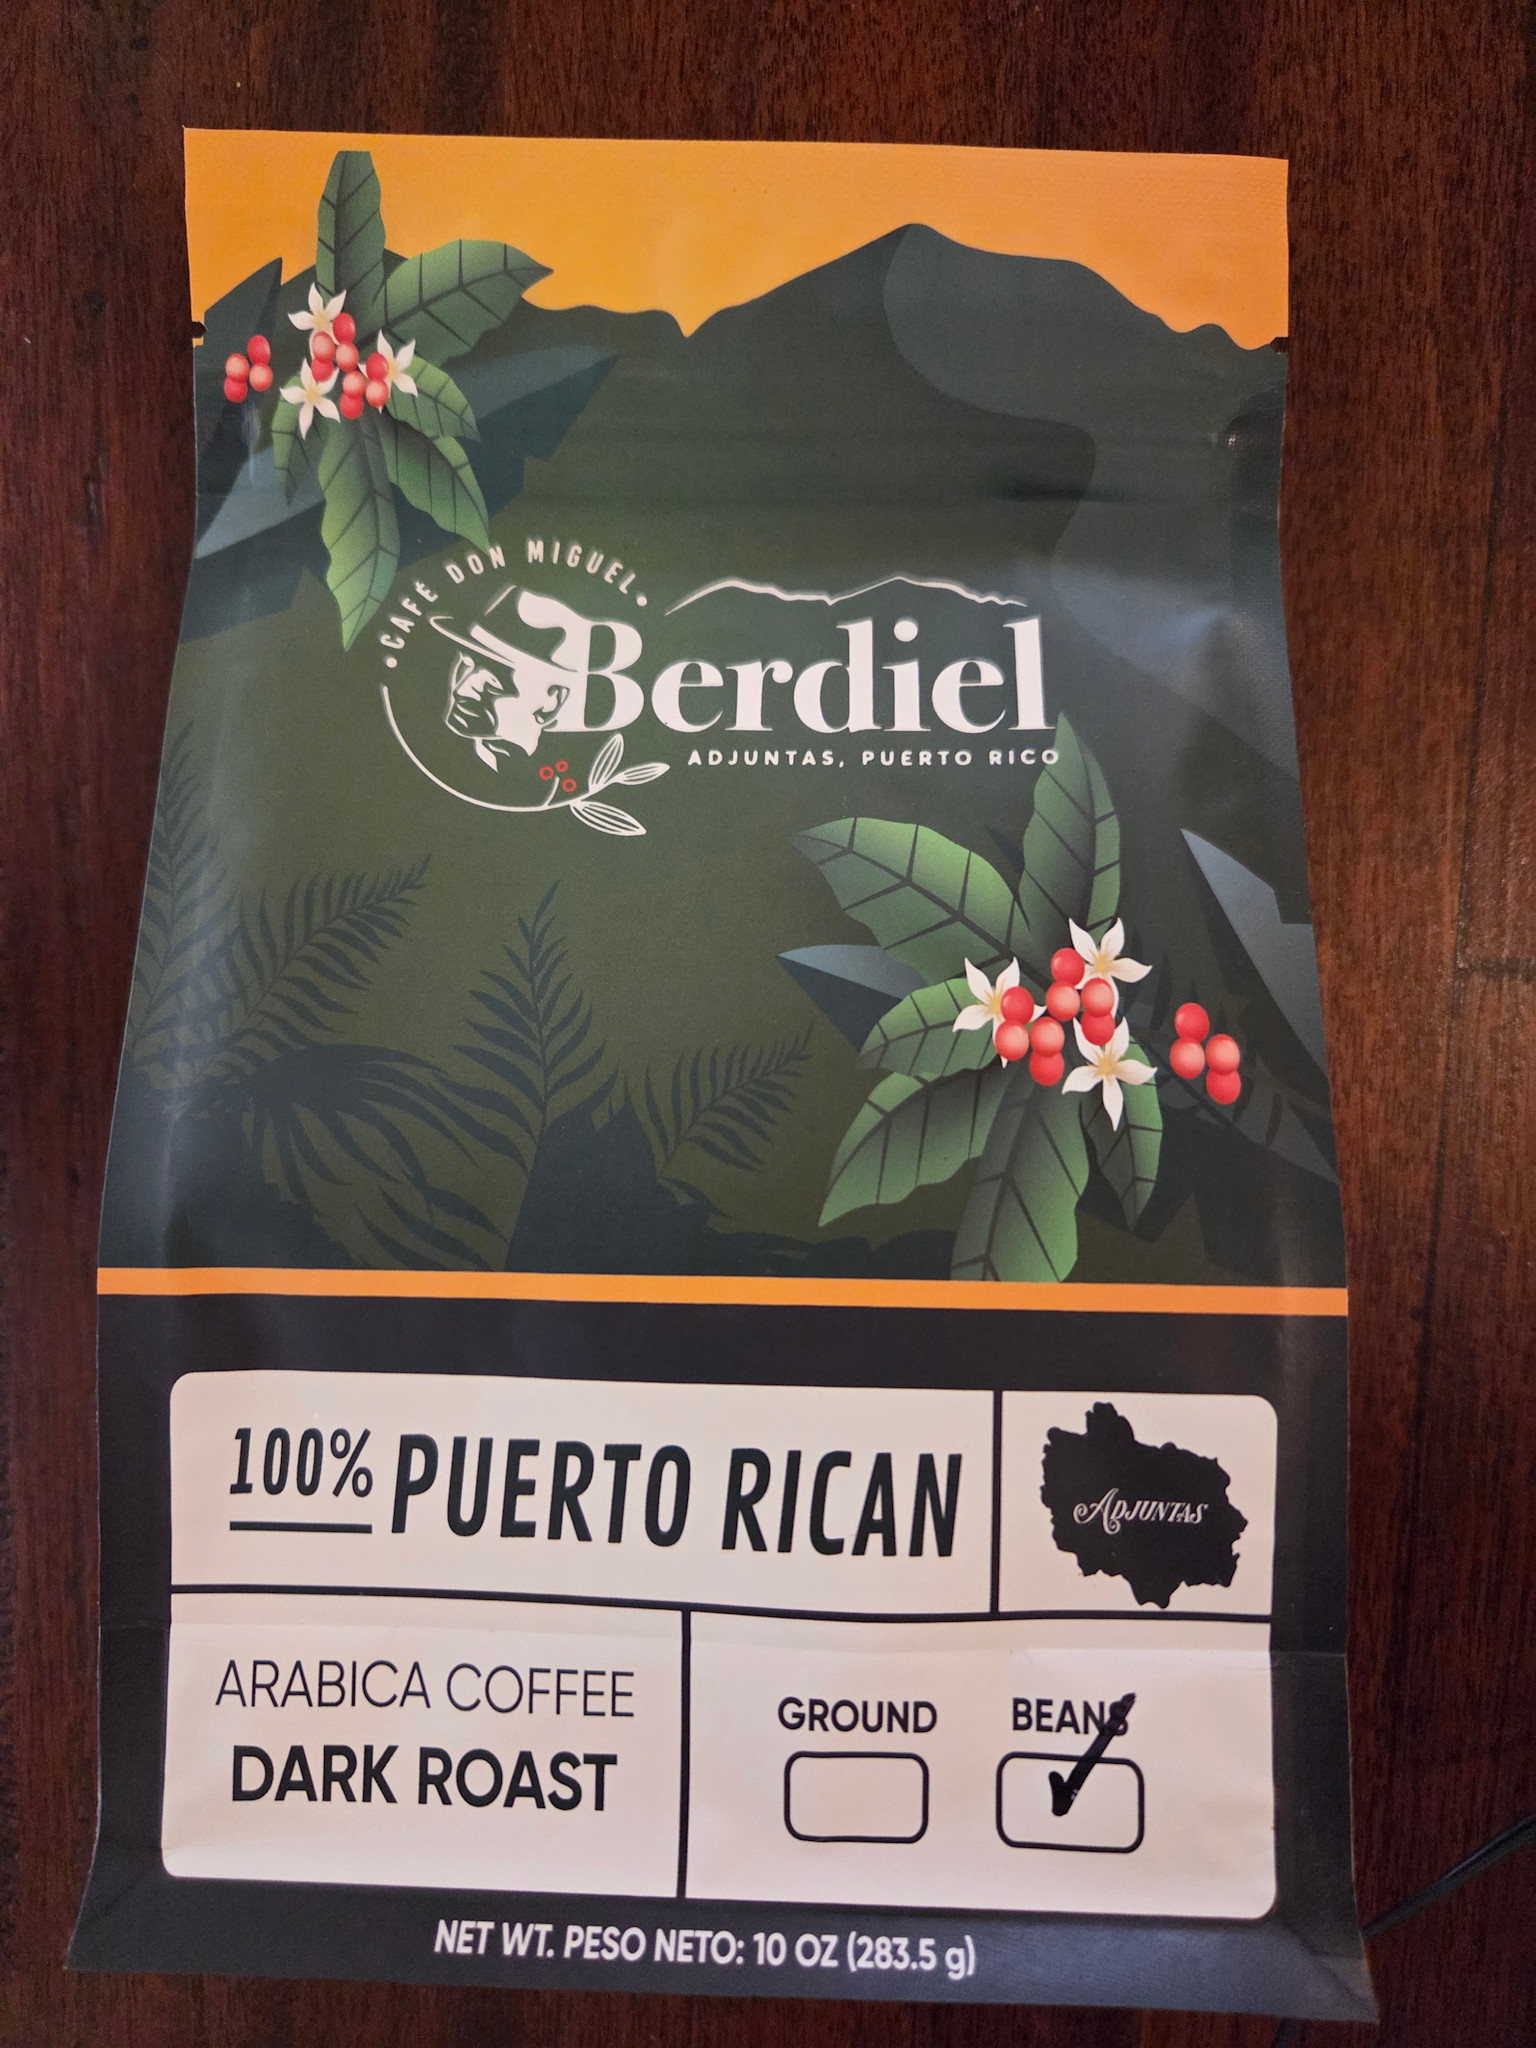 • CAFÉ DON MIGUEL •
Berdiel
ADJUNTAS, PUERTO RICO
100% PUERTO RICAN
ADJUNTAS
ARABICA COFFEE
DARK ROAST
GROUND
BEANS
NET WT. PESO NETO: 10 OZ (283.5 g)